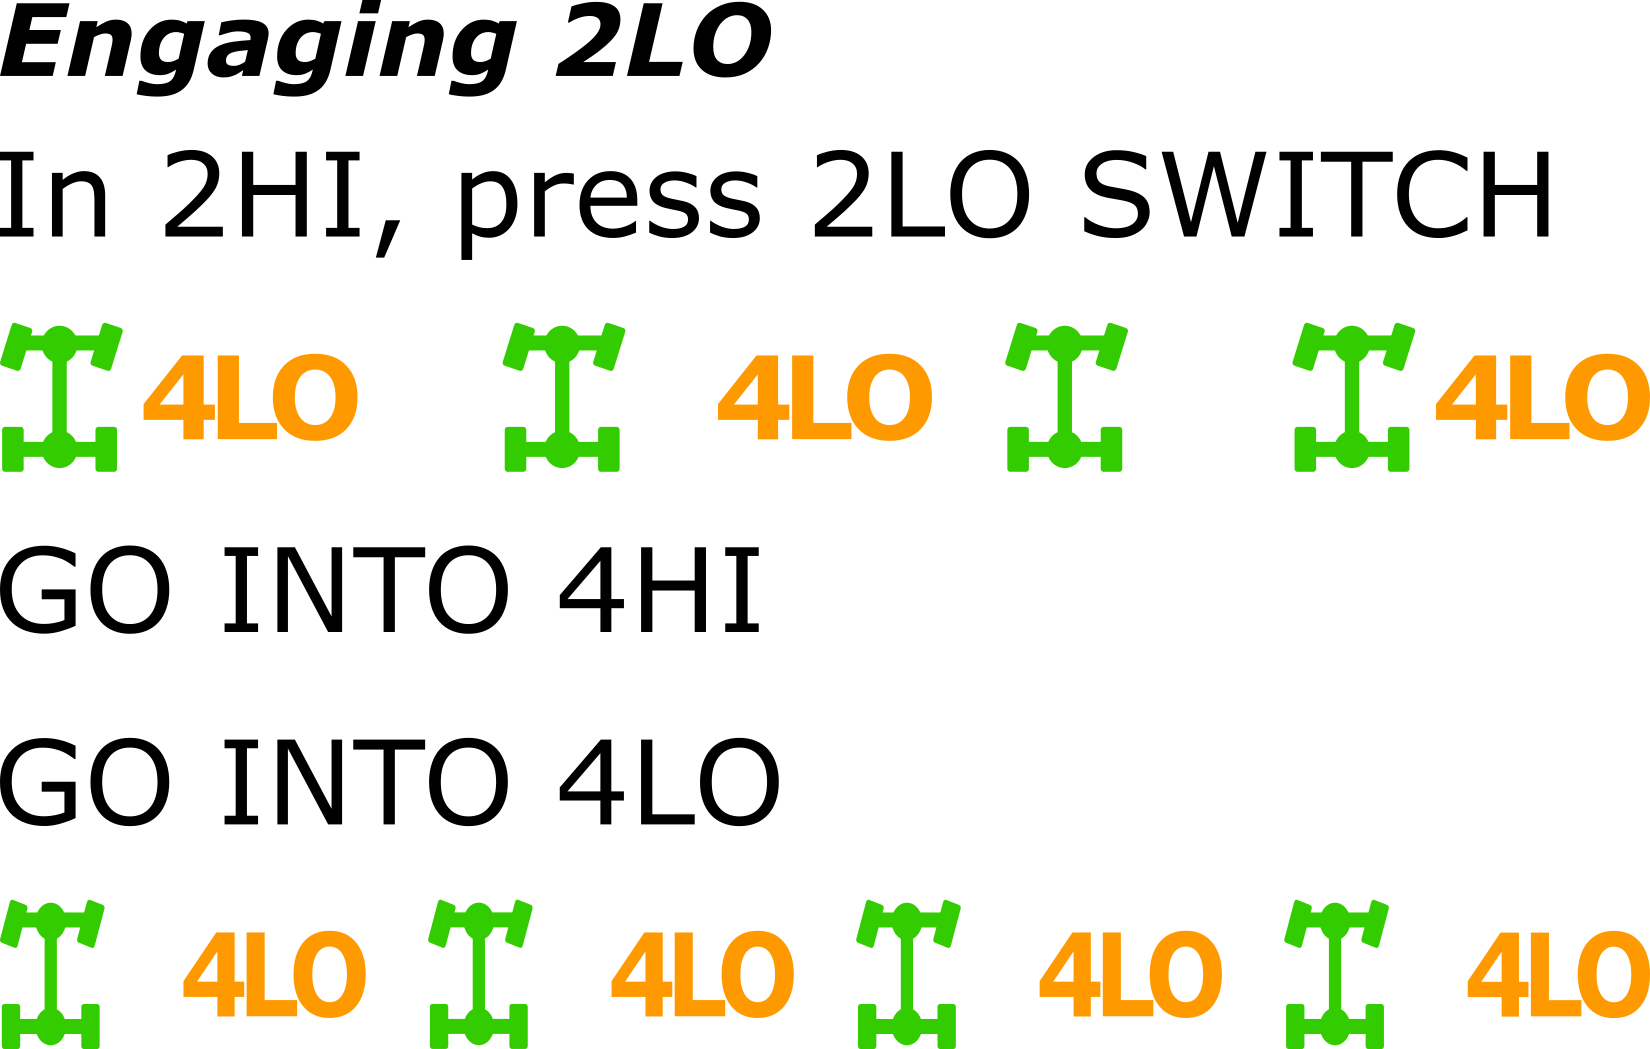 Engaging 2LO
In 2HI, press 2LO SWITCH
4LO 4LO 4LO
GO INTO 4HI
GO INTO 4LO
4LO 4LO 4LO 4LO